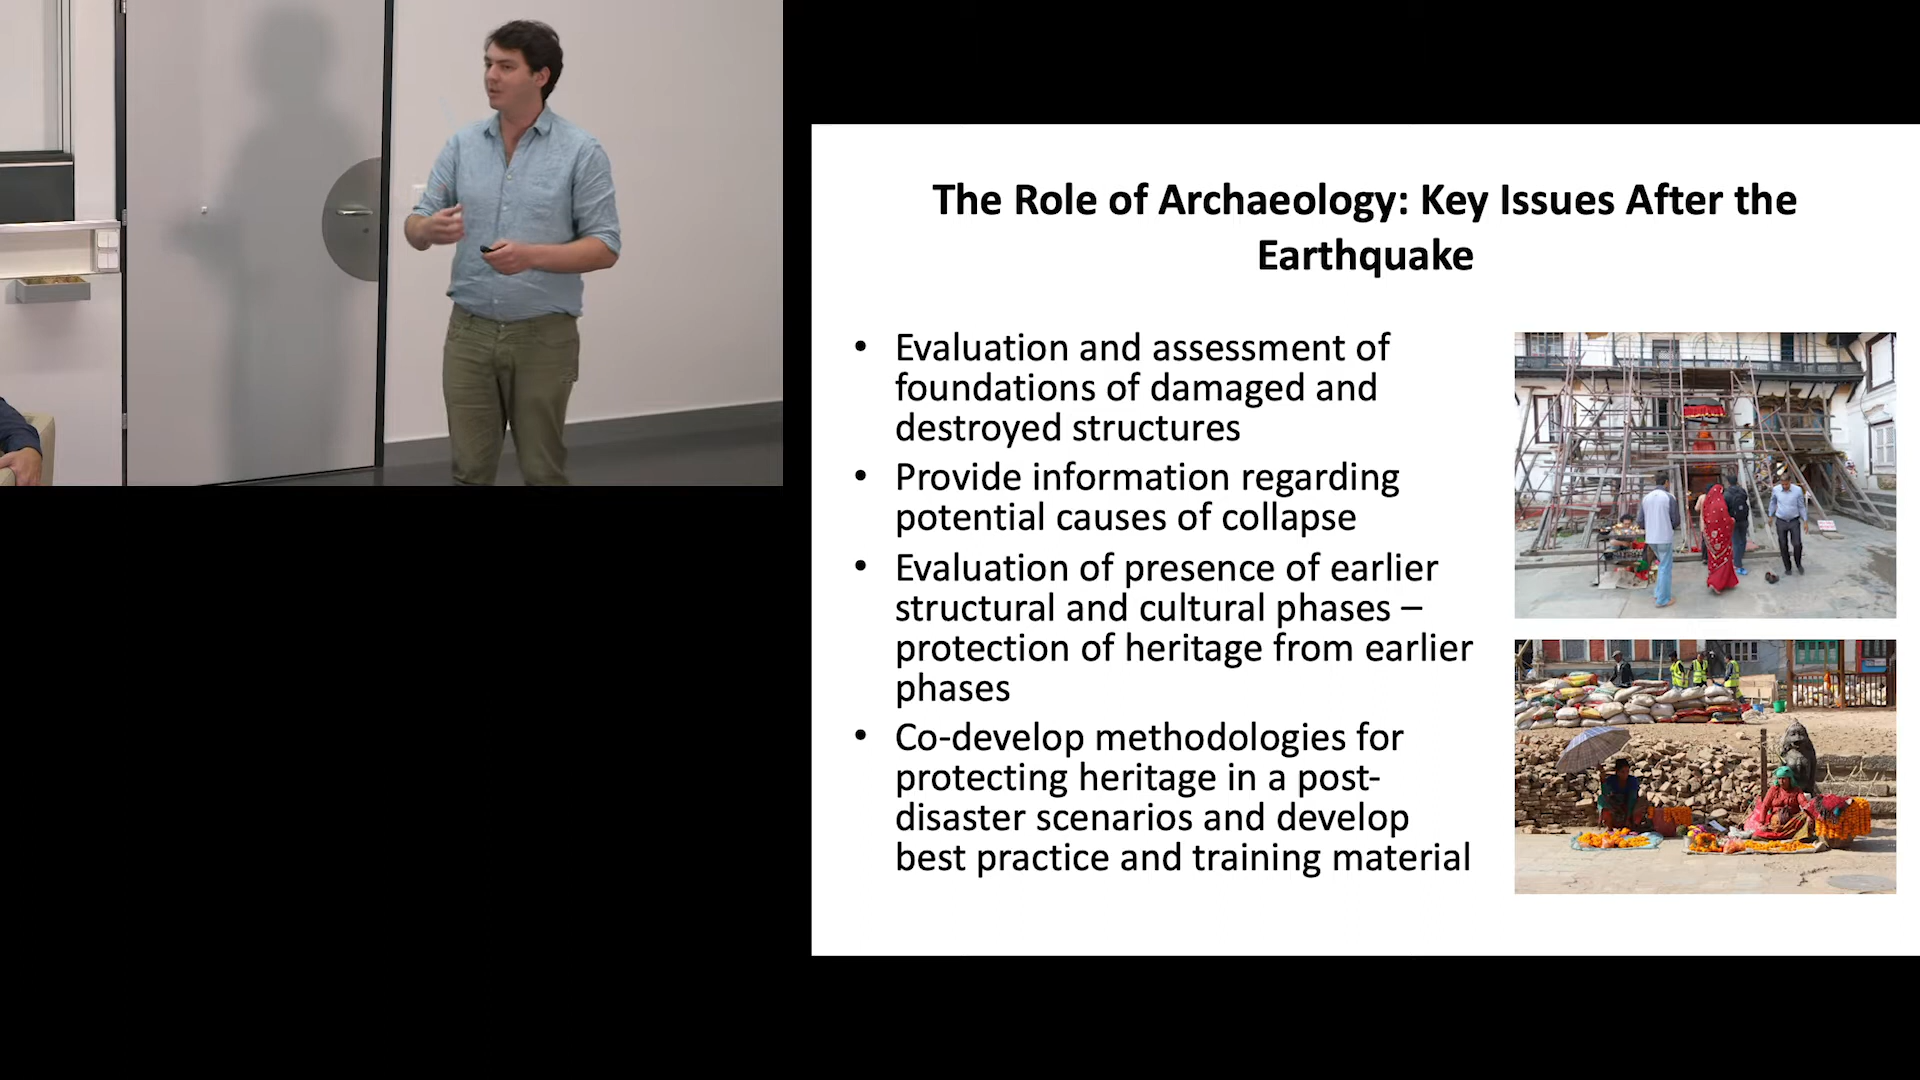 The Role of Archaeology: Key Issues After the
Earthquake
• Evaluation and assessment of
foundations of damaged and
destroyed structures
• Provide information regarding
potential causes of collapse
• Evaluation of presence of earlier
structural and cultural phases –
protection of heritage from earlier
phases
• Co-develop methodologies for
protecting heritage in a post-
disaster scenarios and develop
best practice and training material